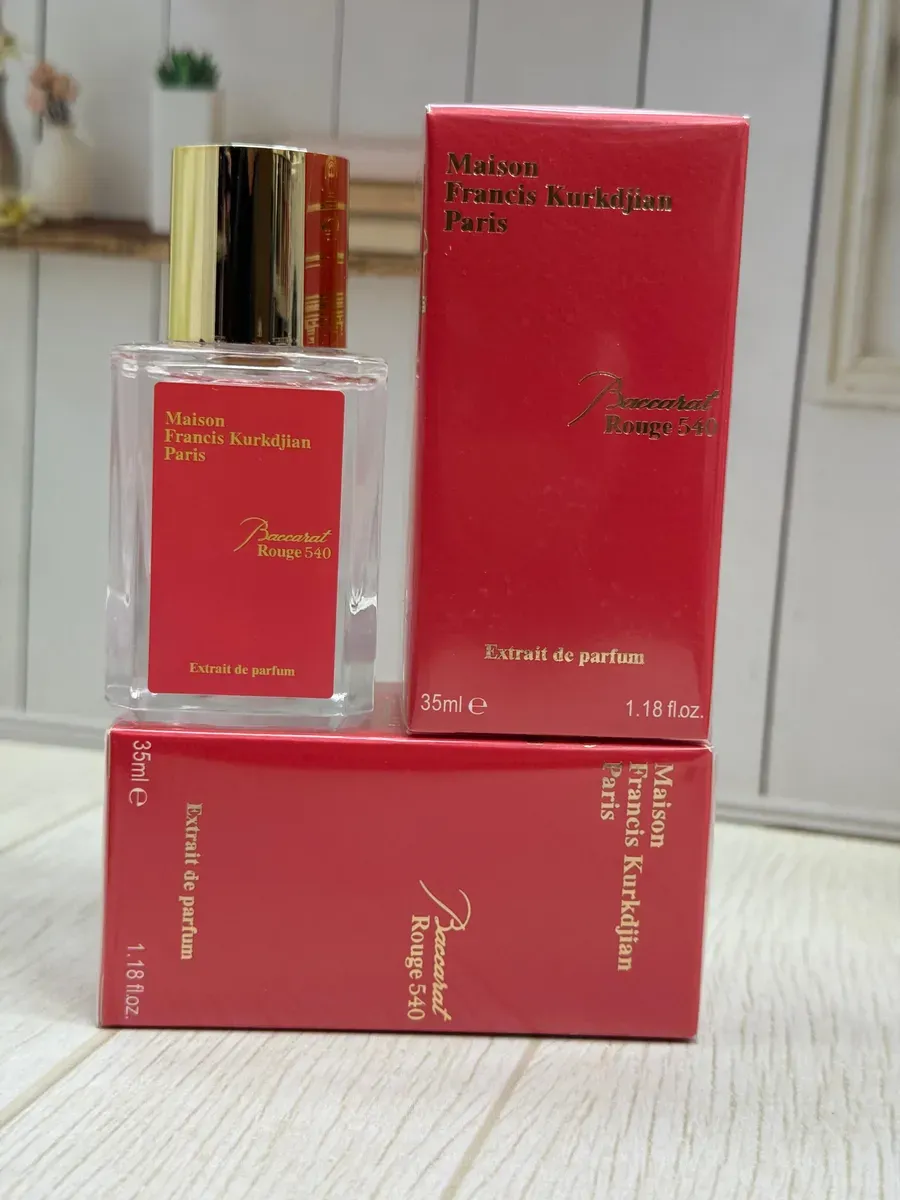 Maison
Francis Kurkdjian
Paris
Baccarat
Rouge 540
Extrait de parfum
Maison
Francis Kurkdjian
Paris
Baccarat
Rouge 540
Extrait de parfum
35ml ℮
1.18 fl.oz.
Maison
Francis Kurkdjian
Paris
Baccarat
Rouge 540
Extrait de parfum
35ml ℮
1.18 fl.oz.